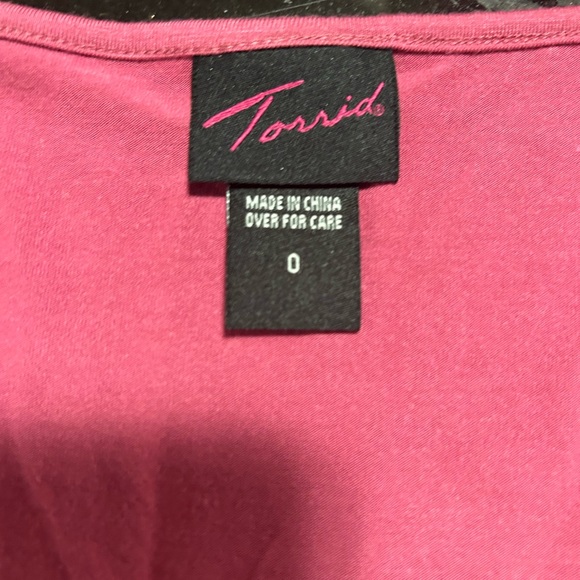 Torrid®
MADE IN CHINA
OVER FOR CARE
0